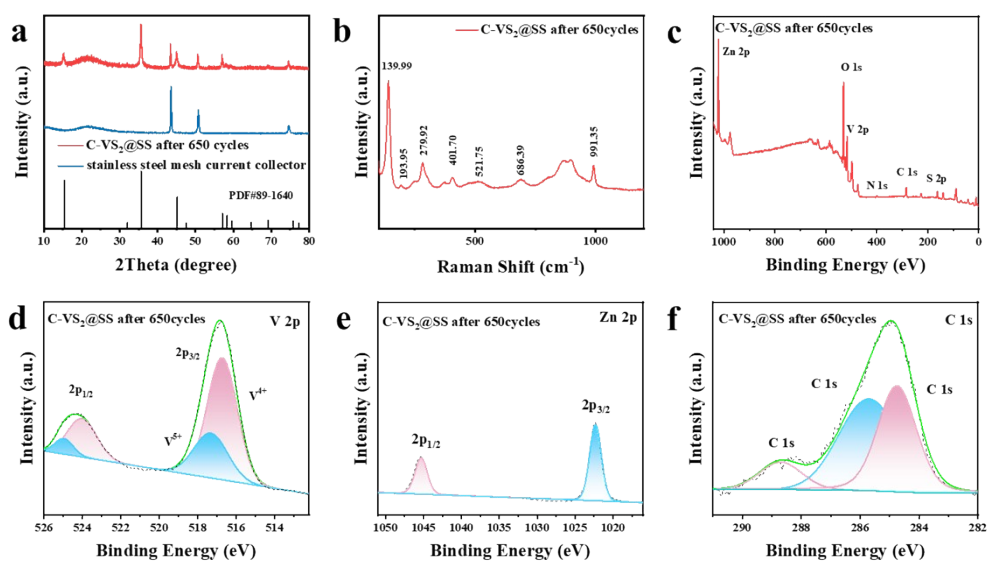 a
Intensity (a.u.)
C-VS2@SS after 650 cycles
stainless steel mesh current collector
PDF#89-1640
10 20 30 40 50 60 70 80
2Theta (degree)
b
Intensity (a.u.)
C-VS2@SS after 650cycles
139.99
193.95
279.92
401.70
521.75
686.39
991.35
500 1000
Raman Shift (cm-1)
c
Intensity (a.u.)
C-VS2@SS after 650cycles
Zn 2p
O 1s
V 2p
N 1s
C 1s
S 2p
1000 800 600 400 200 0
Binding Energy (eV)
d
Intensity (a.u.)
C-VS2@SS after 650cycles
V 2p
2p1/2
2p3/2
V5+
V4+
526 524 522 520 518 516 514
Binding Energy (eV)
e
Intensity (a.u.)
C-VS2@SS after 650cycles
Zn 2p
2p1/2
2p3/2
1050 1045 1040 1030 1025 1020
Binding Energy (eV)
f
Intensity (a.u.)
C-VS2@SS after 650cycles
C 1s
C 1s
C 1s
C 1s
290 288 286 284 282
Binding Energy (eV)